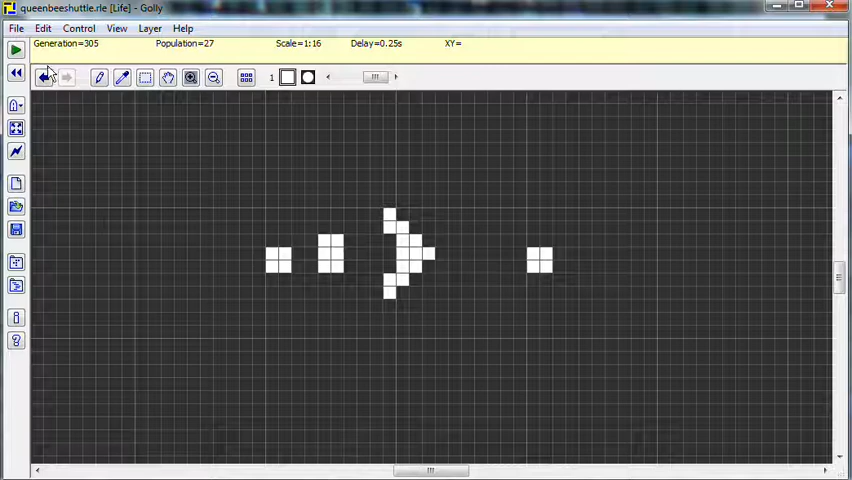 queenbeeshuttle.rle [Life] - Golly
File Edit Control View Layer Help
Generation=305 Population=27 Scale=1:16 Delay=0.25s XY=
1